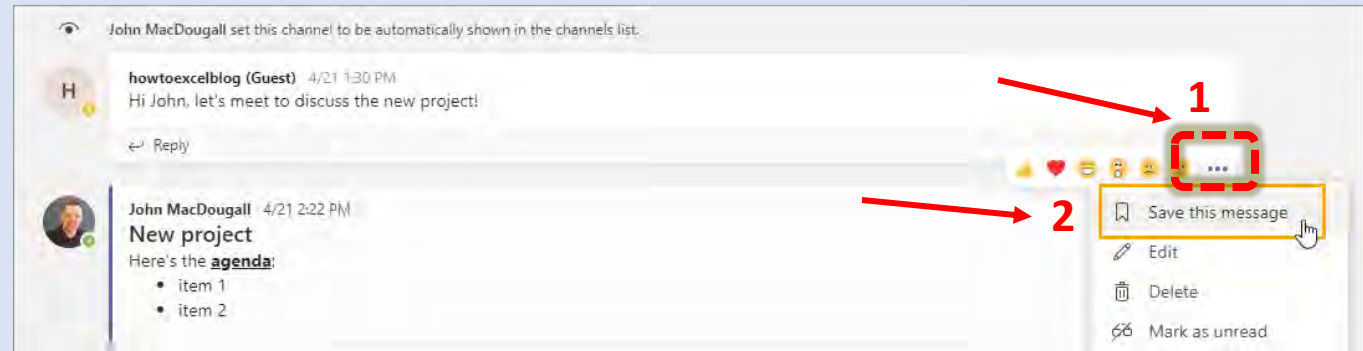 John MacDougall set this channel to be automatically shown in the channels list.
H
howtoexcelblog (Guest) 4/21 1:30 PM
Hi John, let's meet to discuss the new project!
Reply
1
...
John MacDougall 4/21 2:22 PM
2
Save this message
New project
Edit
Here's the agenda:
• item 1
Delete
• item 2
Mark as unread